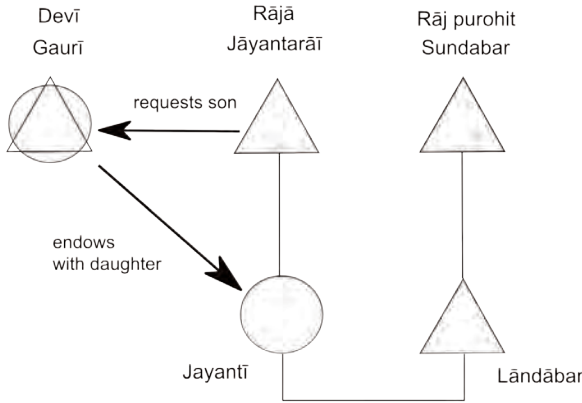 Devī
Gaurī
Rājā
Jāyantarāī
Rāj purohit
Sundabar
requests son
endows
with daughter
Jayantī
Lāndābar